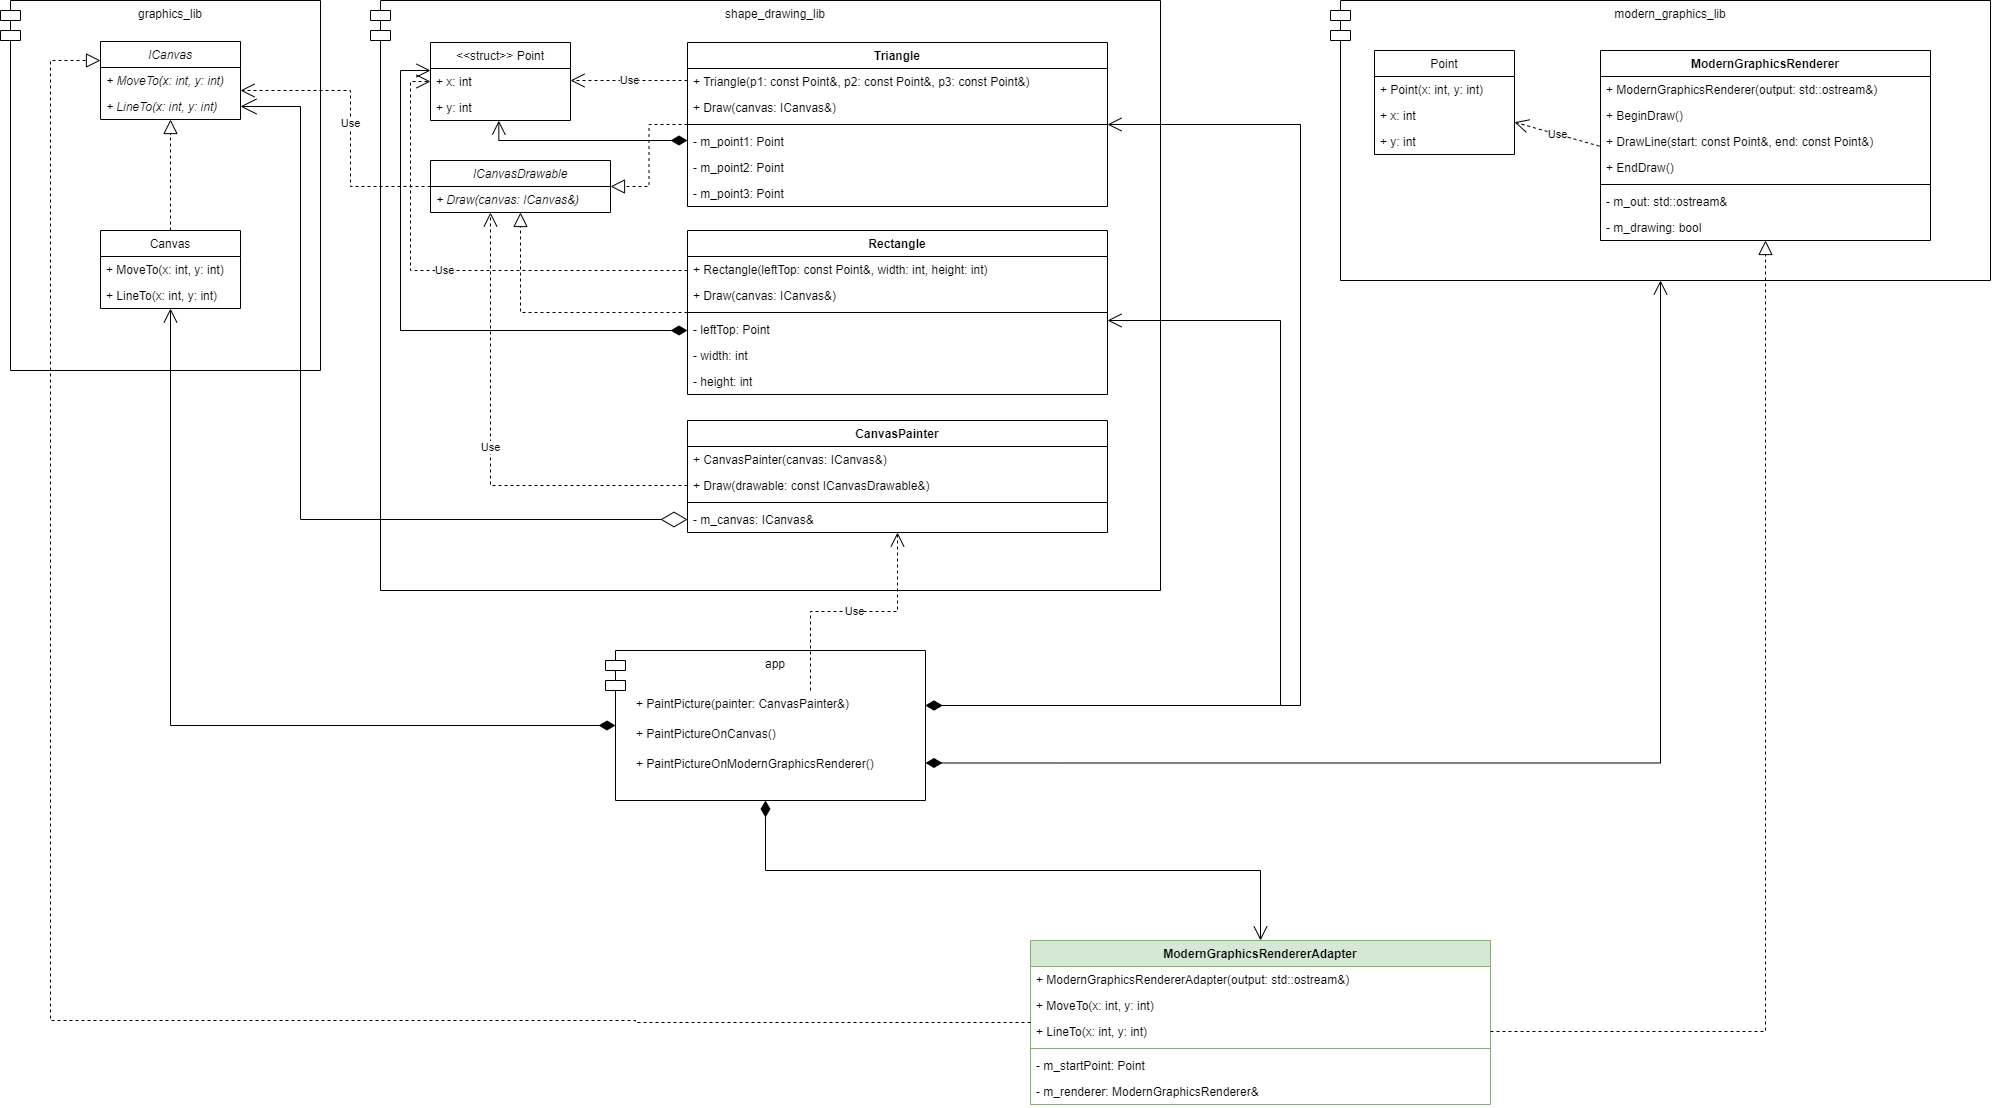 graphics_lib
ICanvas
+ MoveTo(x: int, y: int)
+ LineTo(x: int, y: int)
Use
Canvas
+ MoveTo(x: int, y: int)
+ LineTo(x: int, y: int)
shape_drawing_lib
<<struct>> Point
+ x: int
+ y: int
Use
Triangle
+ Triangle(p1: const Point&, p2: const Point&, p3: const Point&)
+ Draw(canvas: ICanvas&)
- m_point1: Point
- m_point2: Point
- m_point3: Point
ICanvasDrawable
+ Draw(canvas: ICanvas&)
Use
Rectangle
+ Rectangle(leftTop: const Point&, width: int, height: int)
+ Draw(canvas: ICanvas&)
- leftTop: Point
- width: int
- height: int
Use
CanvasPainter
+ CanvasPainter(canvas: ICanvas&)
+ Draw(drawable: const ICanvasDrawable&)
- m_canvas: ICanvas&
Use
modern_graphics_lib
Point
+ Point(x: int, y: int)
+ x: int
+ y: int
Use
ModernGraphicsRenderer
+ ModernGraphicsRenderer(output: std::ostream&)
+ BeginDraw()
+ DrawLine(start: const Point&, end: const Point&)
+ EndDraw()
- m_out: std::ostream&
- m_drawing: bool
app
+ PaintPicture(painter: CanvasPainter&)
+ PaintPictureOnCanvas()
+ PaintPictureOnModernGraphicsRenderer()
ModernGraphicsRendererAdapter
+ ModernGraphicsRendererAdapter(output: std::ostream&)
+ MoveTo(x: int, y: int)
+ LineTo(x: int, y: int)
- m_startPoint: Point
- m_renderer: ModernGraphicsRenderer&